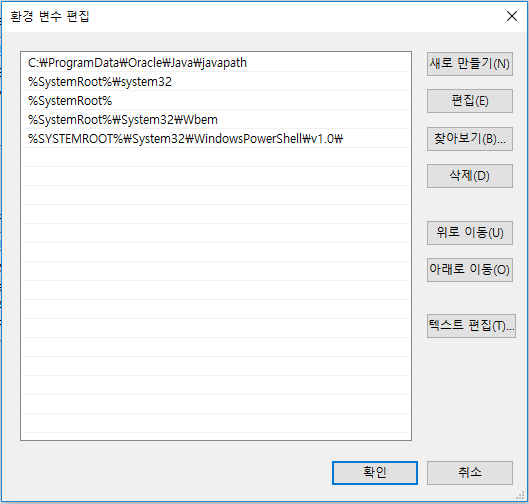 환경 변수 편집
C:₩ProgramData₩Oracle₩Java₩javapath
%SystemRoot%₩system32
%SystemRoot%
%SystemRoot%₩System32₩Wbem
%SYSTEMROOT%₩System32₩WindowsPowerShell₩v1.0₩
새로 만들기(N)
편집(E)
찾아보기(B)...
삭제(D)
위로 이동(U)
아래로 이동(O)
텍스트 편집(T)...
확인
취소